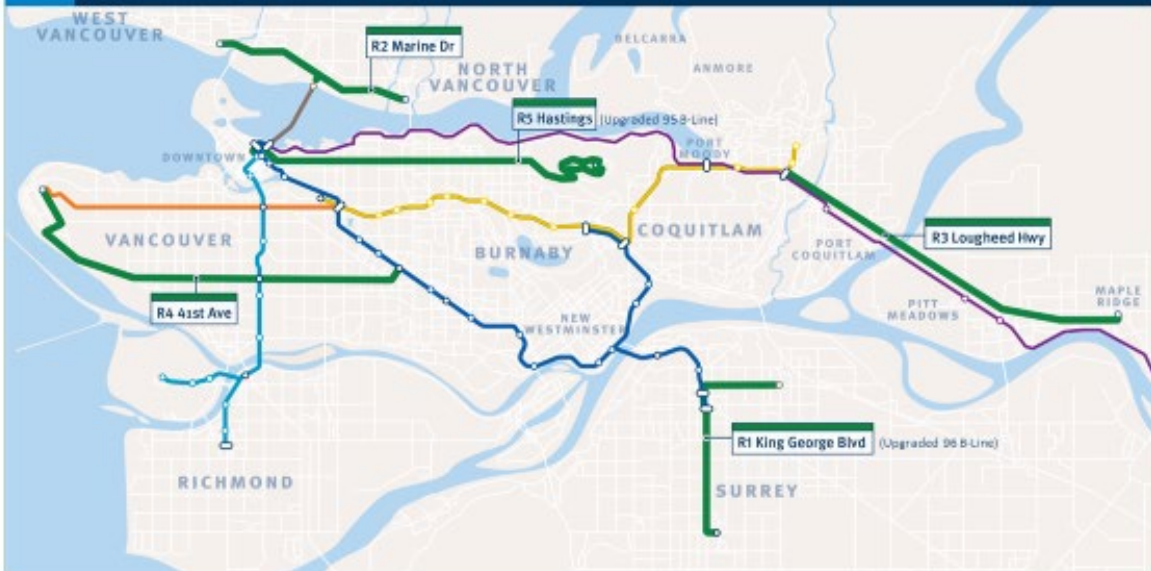 WEST
VANCOUVER
R2 Marine Dr
BELCARRA
ANMORE
NORTH
VANCOUVER
R5 Hastings (Upgraded 95 B-Line)
PORT
MOODY
DOWNTOWN
VANCOUVER
BURNABY
COQUITLAM
R3 Lougheed Hwy
PORT
COQUITLAM
R4 41st Ave
NEW
WESTMINSTER
PITT
MEADOWS
MAPLE
RIDGE
R1 King George Blvd (Upgraded 96 B-Line)
RICHMOND
SURREY